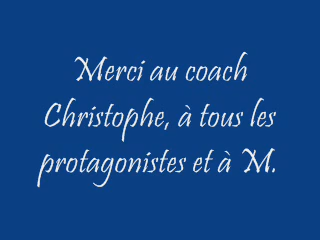 Merci au coach
Christophe, à tous les
protagonistes et à M.